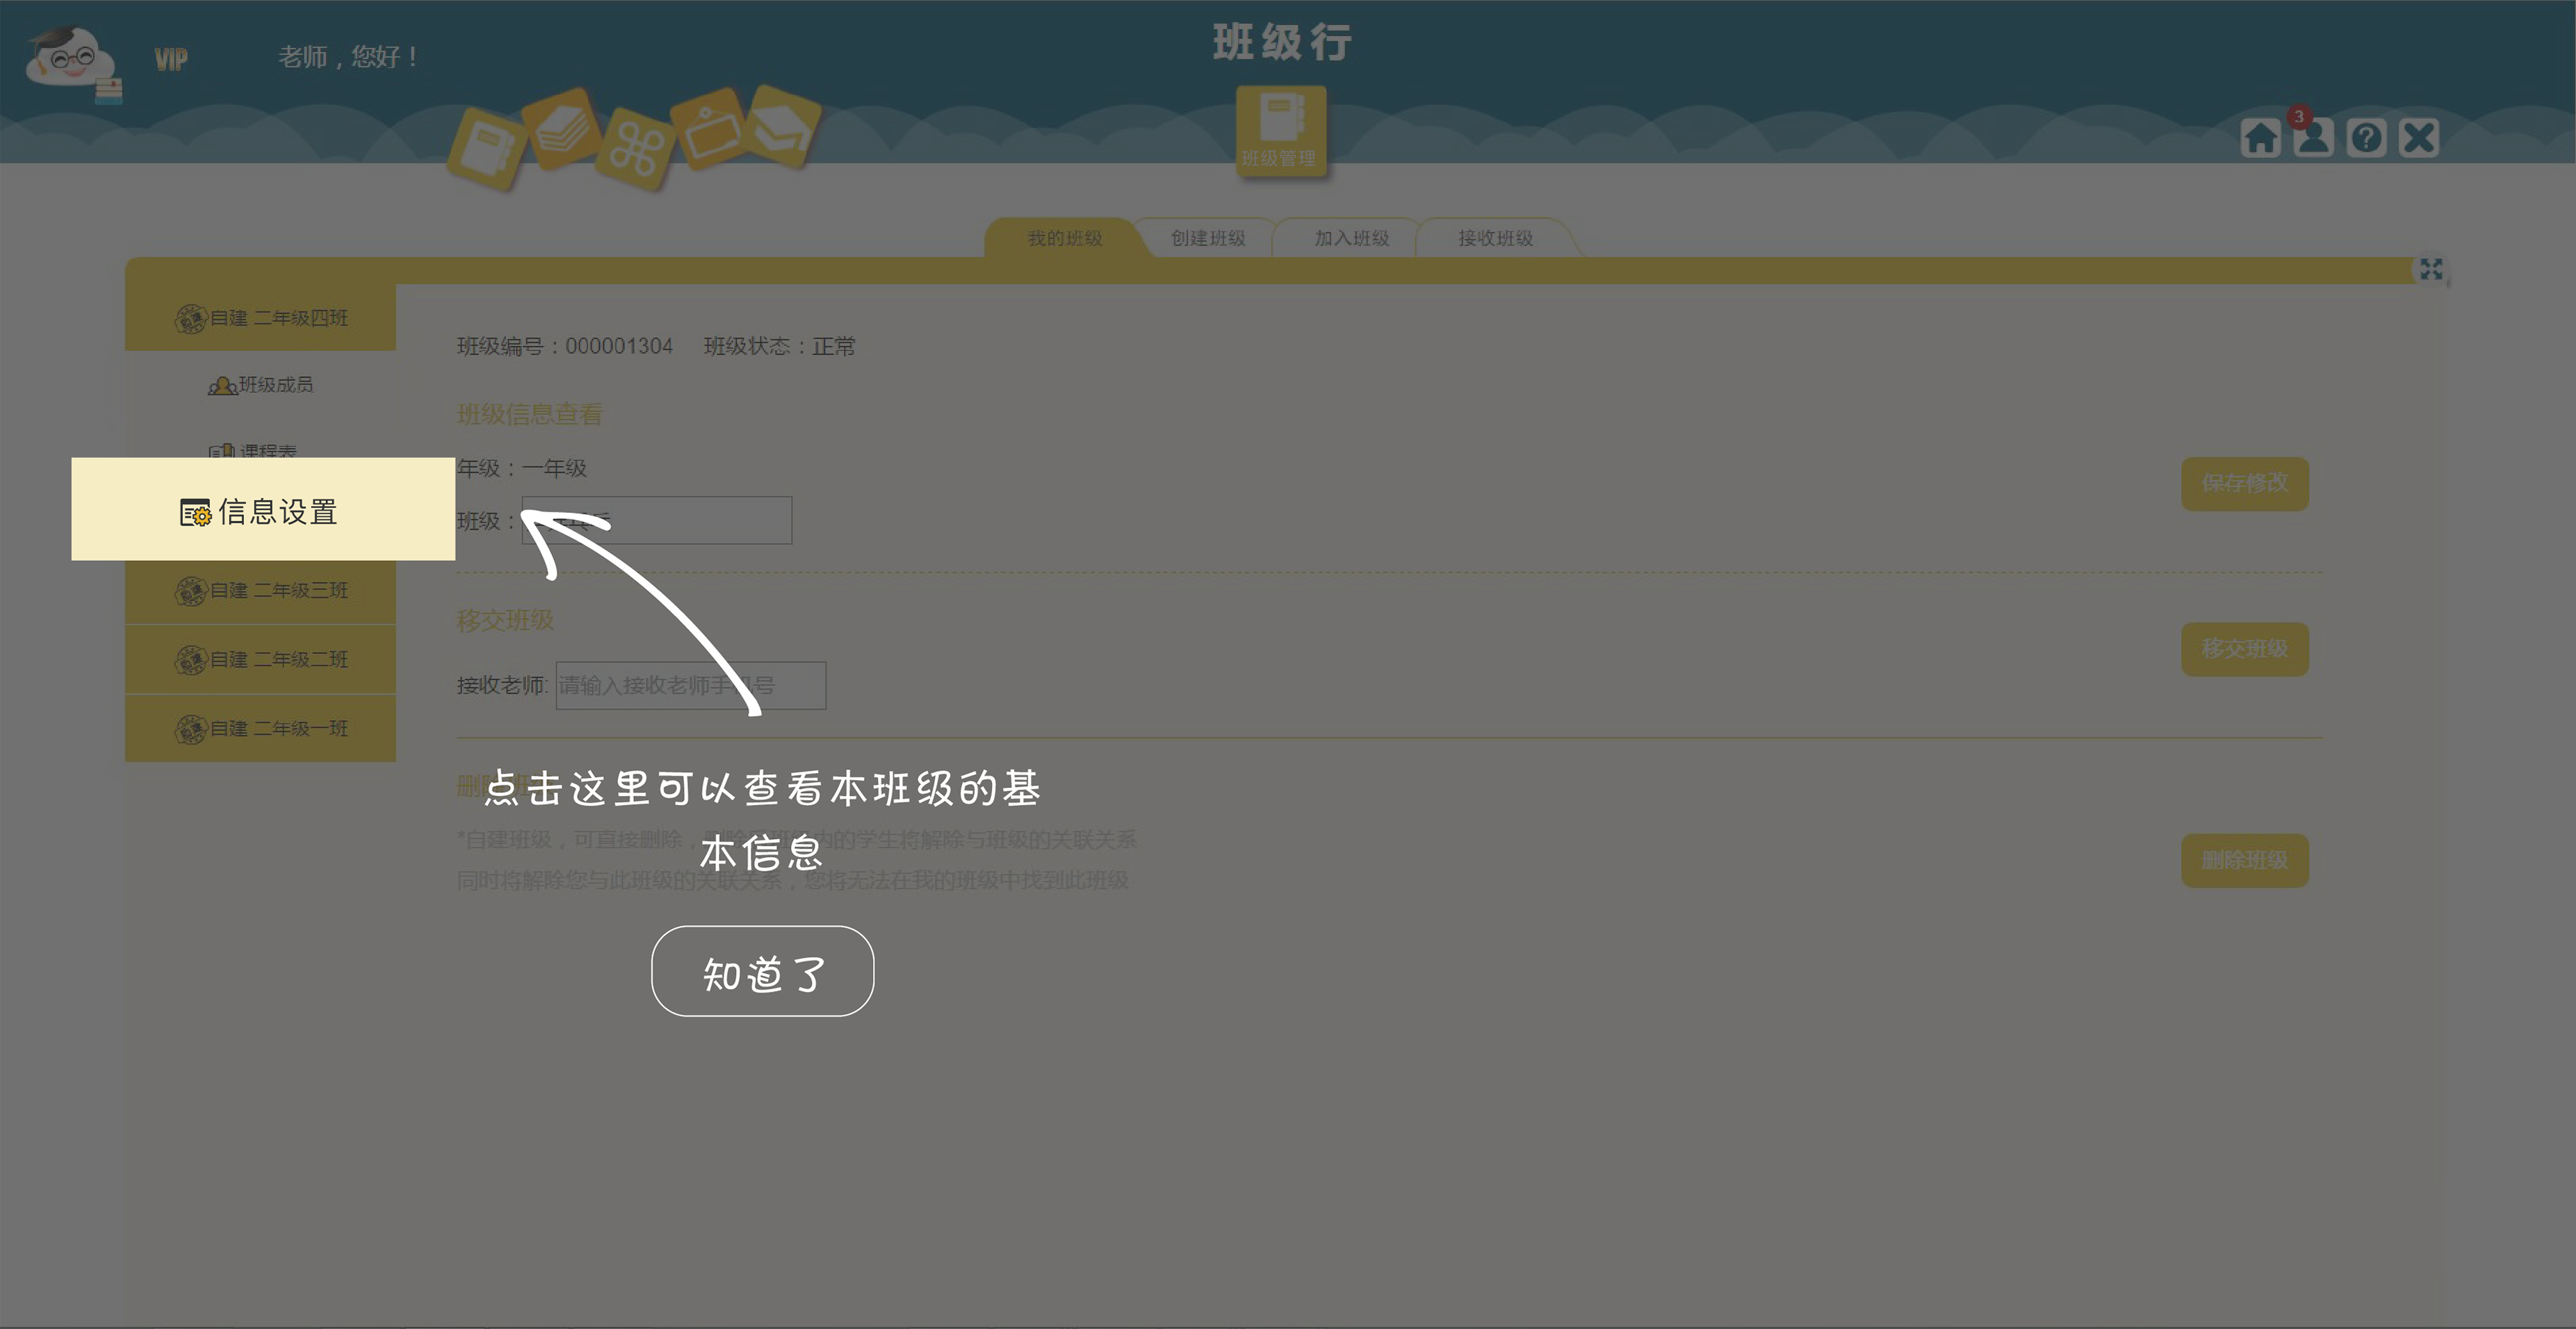 班级行
VIP 老师，您好！
3
班级管理
我的班级 创建班级 加入班级 接收班级
自建 二年级四班
班级编号：000001304 班级状态：正常
班级成员
班级信息查看
课程表
年级：一年级
保存修改
信息设置
班级：
自建 二年级三班
移交班级
移交班级
自建 二年级二班
接收老师: 请输入接收老师手机号
自建 二年级一班
点击这里可以查看本班级的基
本信息
*自建班级，可直接删除，删除后班级内的学生将解除与班级的关联关系
删除班级
同时将解除您与此班级的关联关系，您将无法在我的班级中找到此班级
知道了